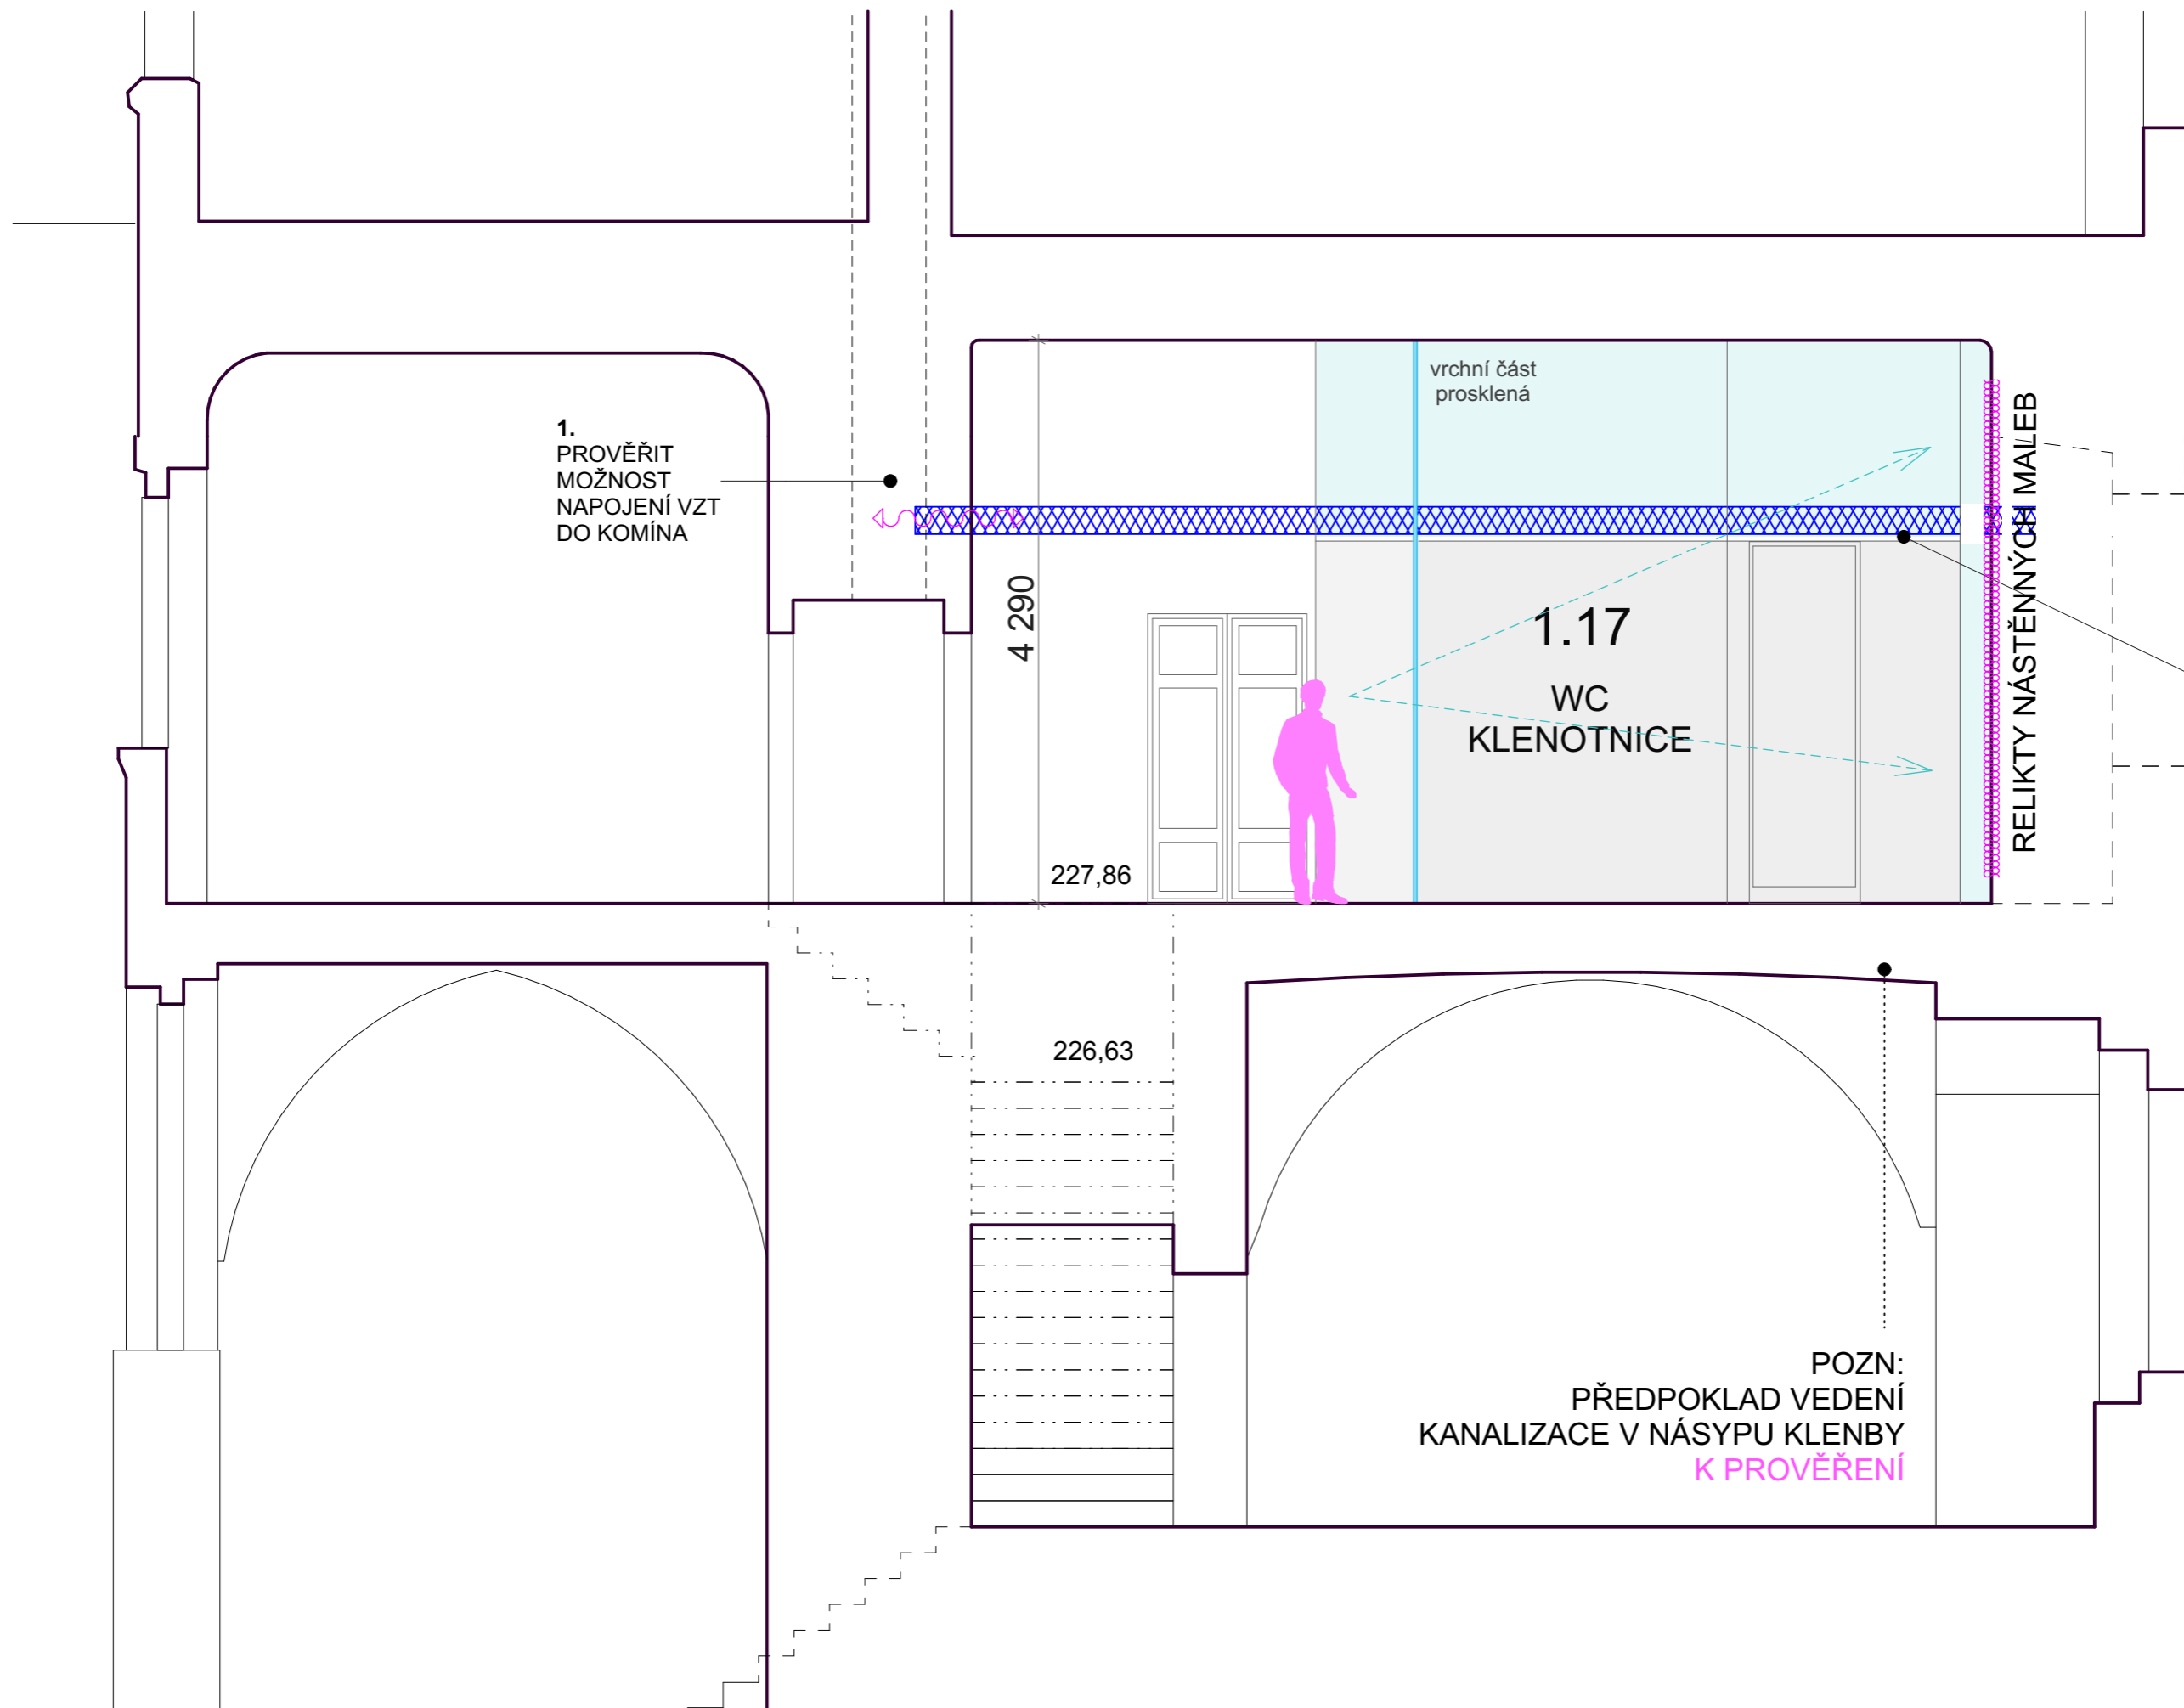 vrchní část
prosklená
1.
PROVĚŘIT
MOŽNOST
NAPOJENÍ VZT
DO KOMÍNA
RELIKTY NÁSTĚNNÝCH MALEB
4 290
1.17
WC
KLENOTNICE
227,86
226,63
POZN:
PŘEDPOKLAD VEDENÍ
KANALIZACE V NÁSYPU KLENBY
K PROVĚŘENÍ